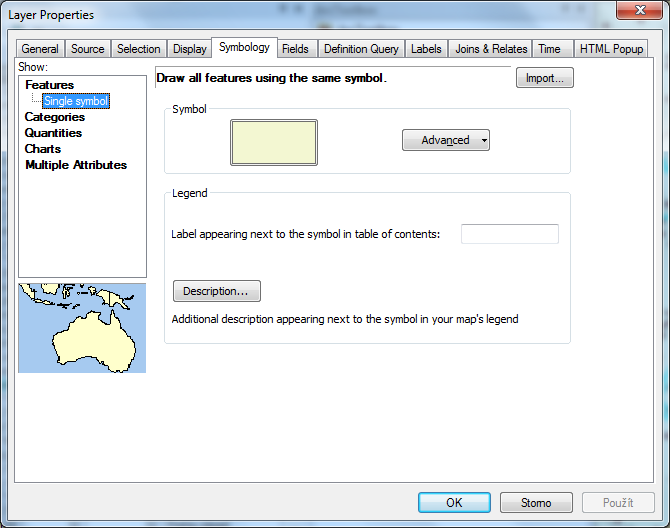 Layer Properties
General Source Selection Display Symbology Fields Definition Query Labels Joins & Relates Time HTML Popup
Show:
Features
Single symbol
Categories
Quantities
Charts
Multiple Attributes
Draw all features using the same symbol.
Import...
Symbol
Advanced
Legend
Label appearing next to the symbol in table of contents:
Description...
Additional description appearing next to the symbol in your map's legend
OK Storno Použít